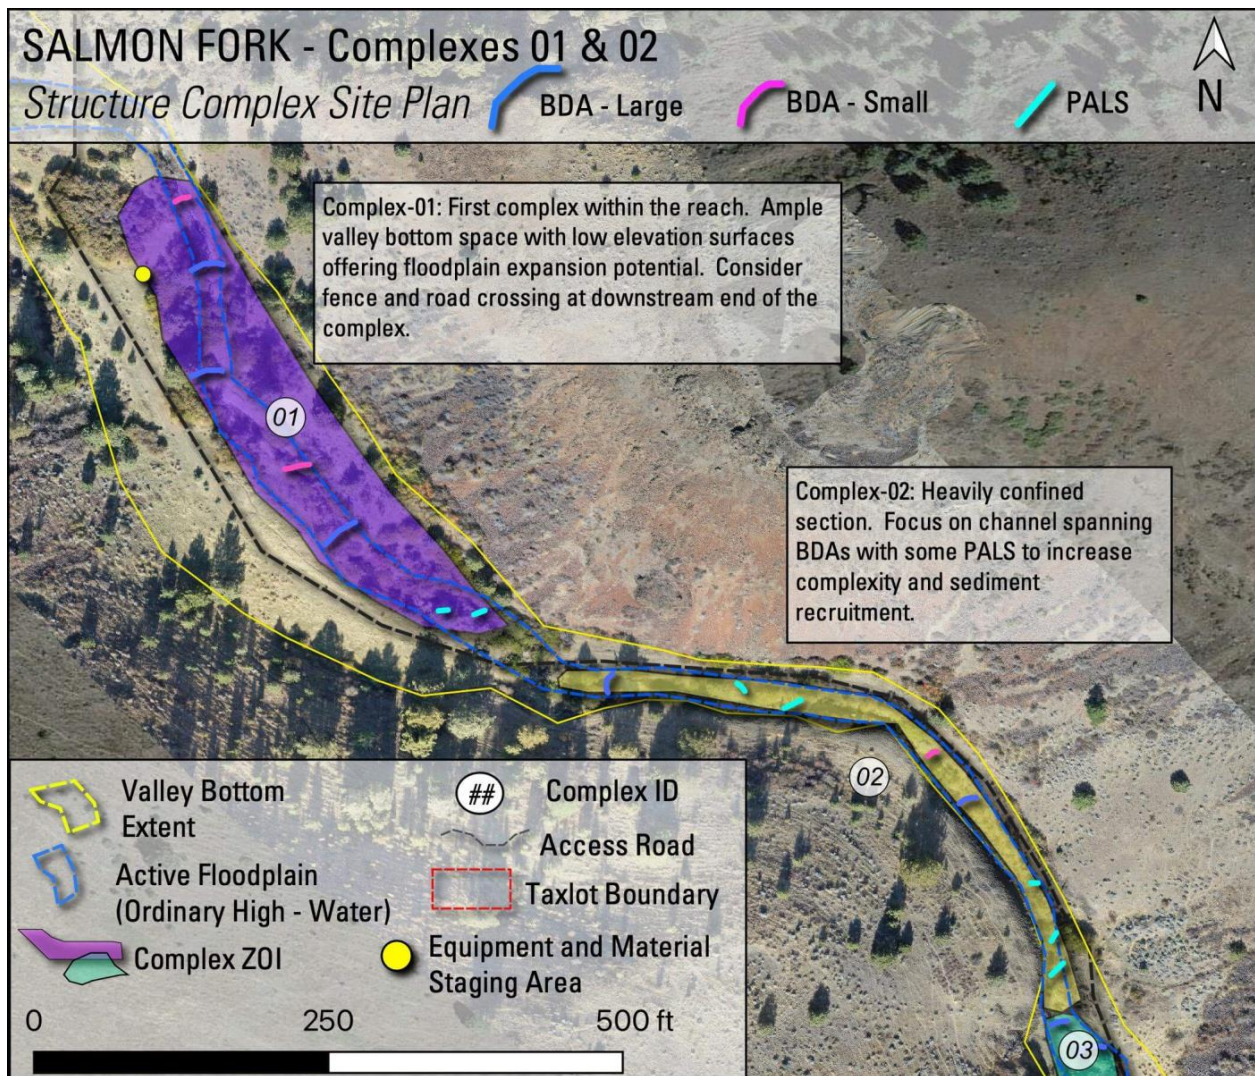 SALMON FORK - Complexes 01 & 02
Structure Complex Site Plan
BDA - Large
BDA - Small
PALS
N
Complex-01: First complex within the reach. Ample
valley bottom space with low elevation surfaces
offering floodplain expansion potential. Consider
fence and road crossing at downstream end of the
complex.
01
Complex-02: Heavily confined
section. Focus on channel spanning
BDAs with some PALS to increase
complexity and sediment
recruitment.
02
03
Valley Bottom
Extent
Active Floodplain
(Ordinary High - Water)
Complex ZOI
##
Complex ID
Access Road
Taxlot Boundary
Equipment and Material
Staging Area
0 250 500 ft